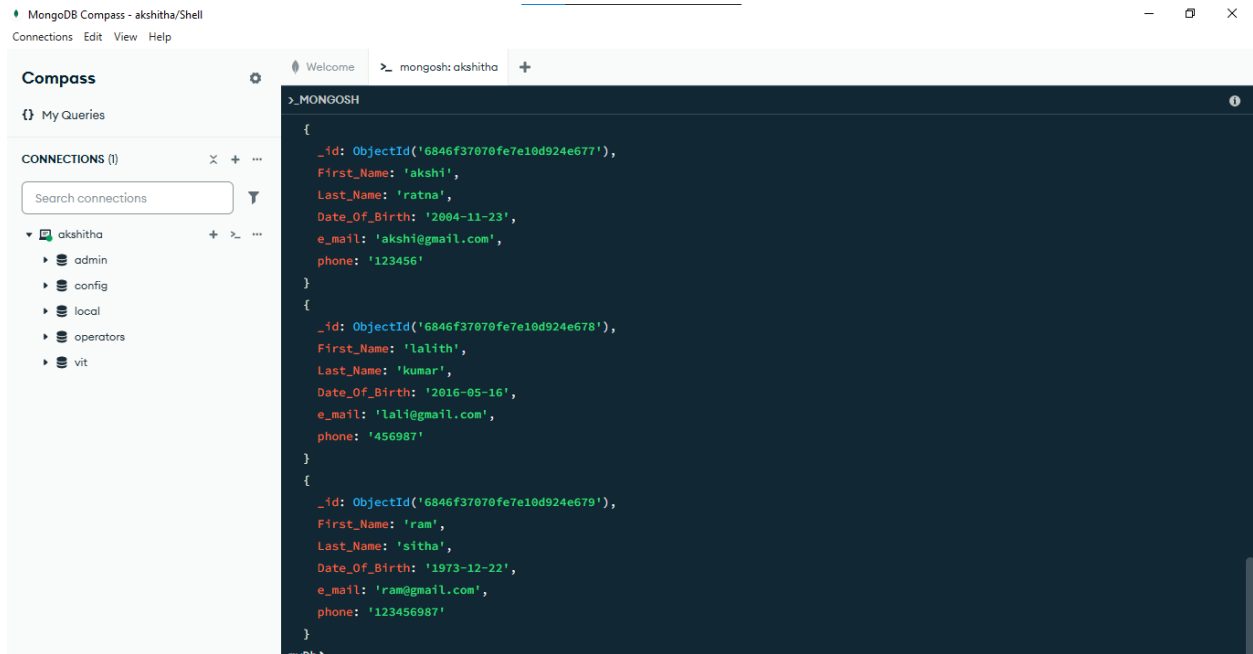 MongoDB Compass - akshitha/Shell
Connections Edit View Help
Compass
{} My Queries
CONNECTIONS (1)
Search connections
akshitha
admin
config
local
operators
vit
Welcome
>_ mongosh: akshitha
>_MONGOSH
{
_id: ObjectId('6846f37070fe7e10d924e677'),
First_Name: 'akshi',
Last_Name: 'ratna',
Date_Of_Birth: '2004-11-23',
e_mail: 'akshi@gmail.com',
phone: '123456'
}
{
_id: ObjectId('6846f37070fe7e10d924e678'),
First_Name: 'lalith',
Last_Name: 'kumar',
Date_Of_Birth: '2016-05-16',
e_mail: 'lali@gmail.com',
phone: '456987'
}
{
_id: ObjectId('6846f37070fe7e10d924e679'),
First_Name: 'ram',
Last_Name: 'sitha',
Date_Of_Birth: '1973-12-22',
e_mail: 'ram@gmail.com',
phone: '123456987'
}